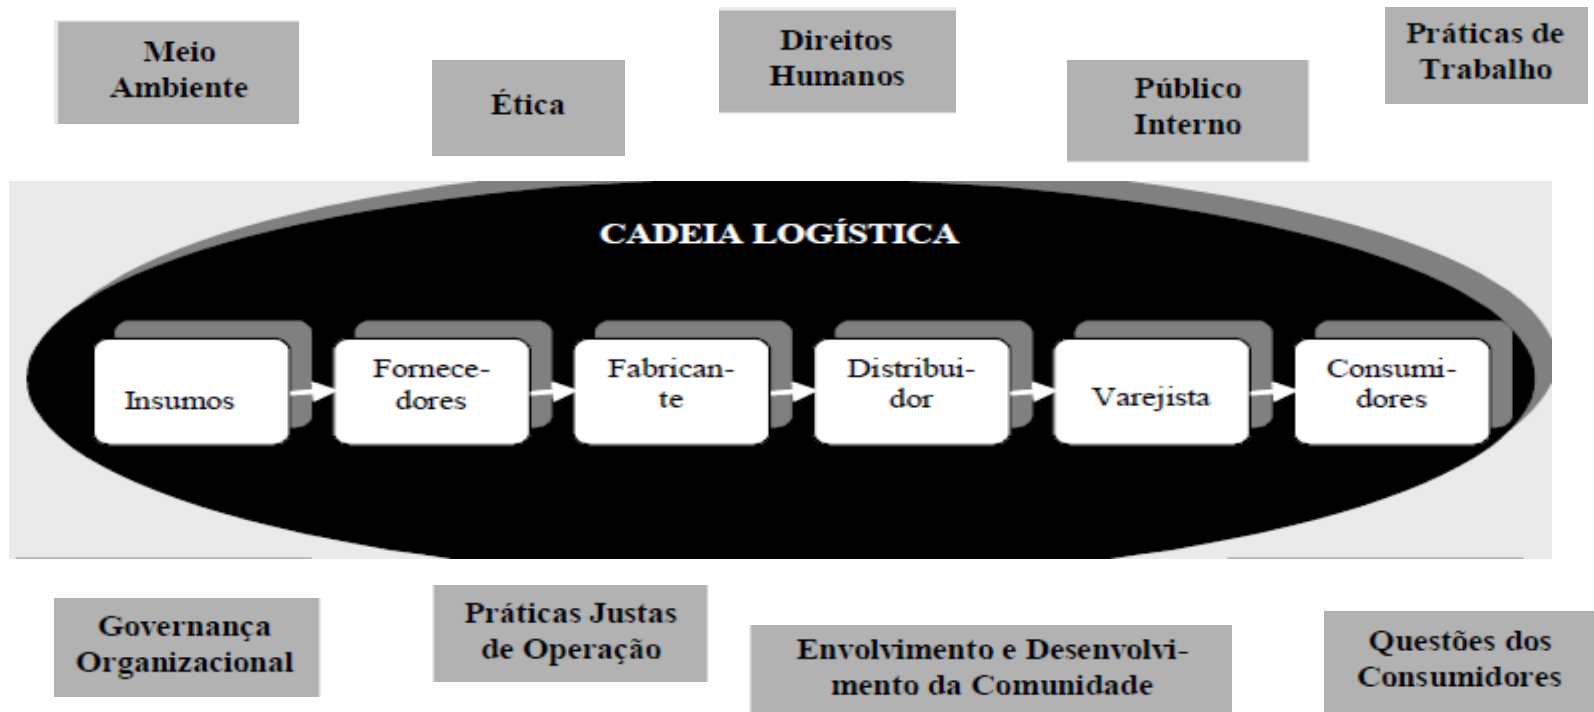 Meio
Ambiente
Ética
Direitos
Humanos
Público
Interno
Práticas de
Trabalho
CADEIA LOGÍSTICA
Insumos
Fornece-
dores
Fabrican-
te
Distribui-
dor
Varejista
Consumi-
dores
Governança
Organizacional
Práticas Justas
de Operação
Envolvimento e Desenvolvi-
mento da Comunidade
Questões dos
Consumidores